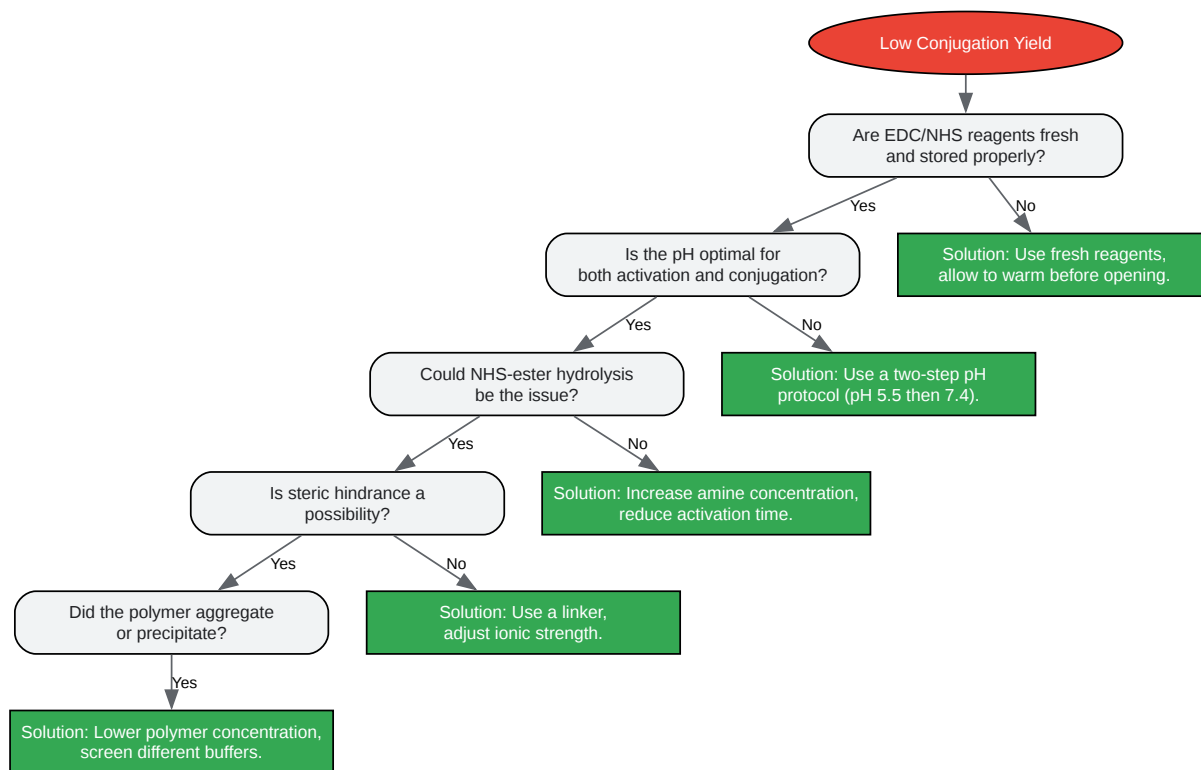 Low Conjugation Yield
Are EDC/NHS reagents fresh
and stored properly?
Yes
No
Is the pH optimal for
both activation and conjugation?
Solution: Use fresh reagents,
allow to warm before opening.
Yes
No
Could NHS-ester hydrolysis
be the issue?
Solution: Use a two-step pH
protocol (pH 5.5 then 7.4).
Yes
No
Is steric hindrance a
possibility?
Solution: Increase amine concentration,
reduce activation time.
Yes
No
Did the polymer aggregate
or precipitate?
Solution: Use a linker,
adjust ionic strength.
Yes
Solution: Lower polymer concentration,
screen different buffers.